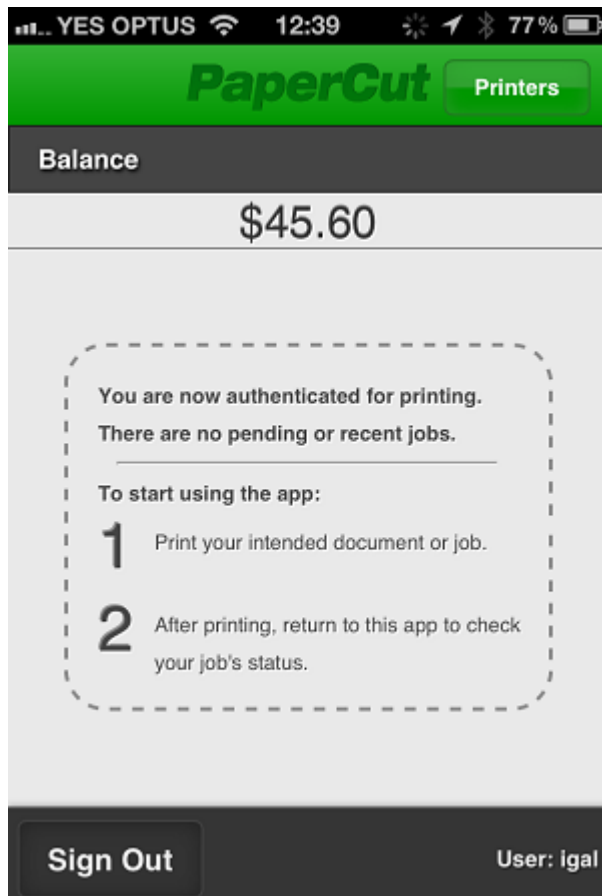 YES OPTUS 12:39 77%
PaperCut Printers
Balance
$45.60
You are now authenticated for printing.
There are no pending or recent jobs.
To start using the app:
1 Print your intended document or job.
2 After printing, return to this app to check
your job's status.
Sign Out User: igal